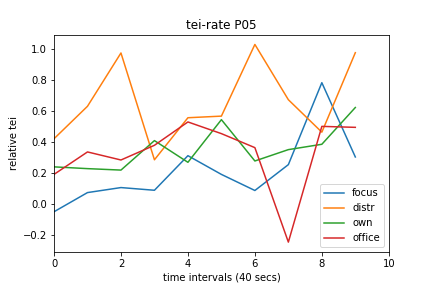 tei-rate P05
relative tei
1.0
0.8
0.6
0.4
0.2
0.0
−0.2
0 2 4 6 8 10
time intervals (40 secs)
focus
distr
own
office